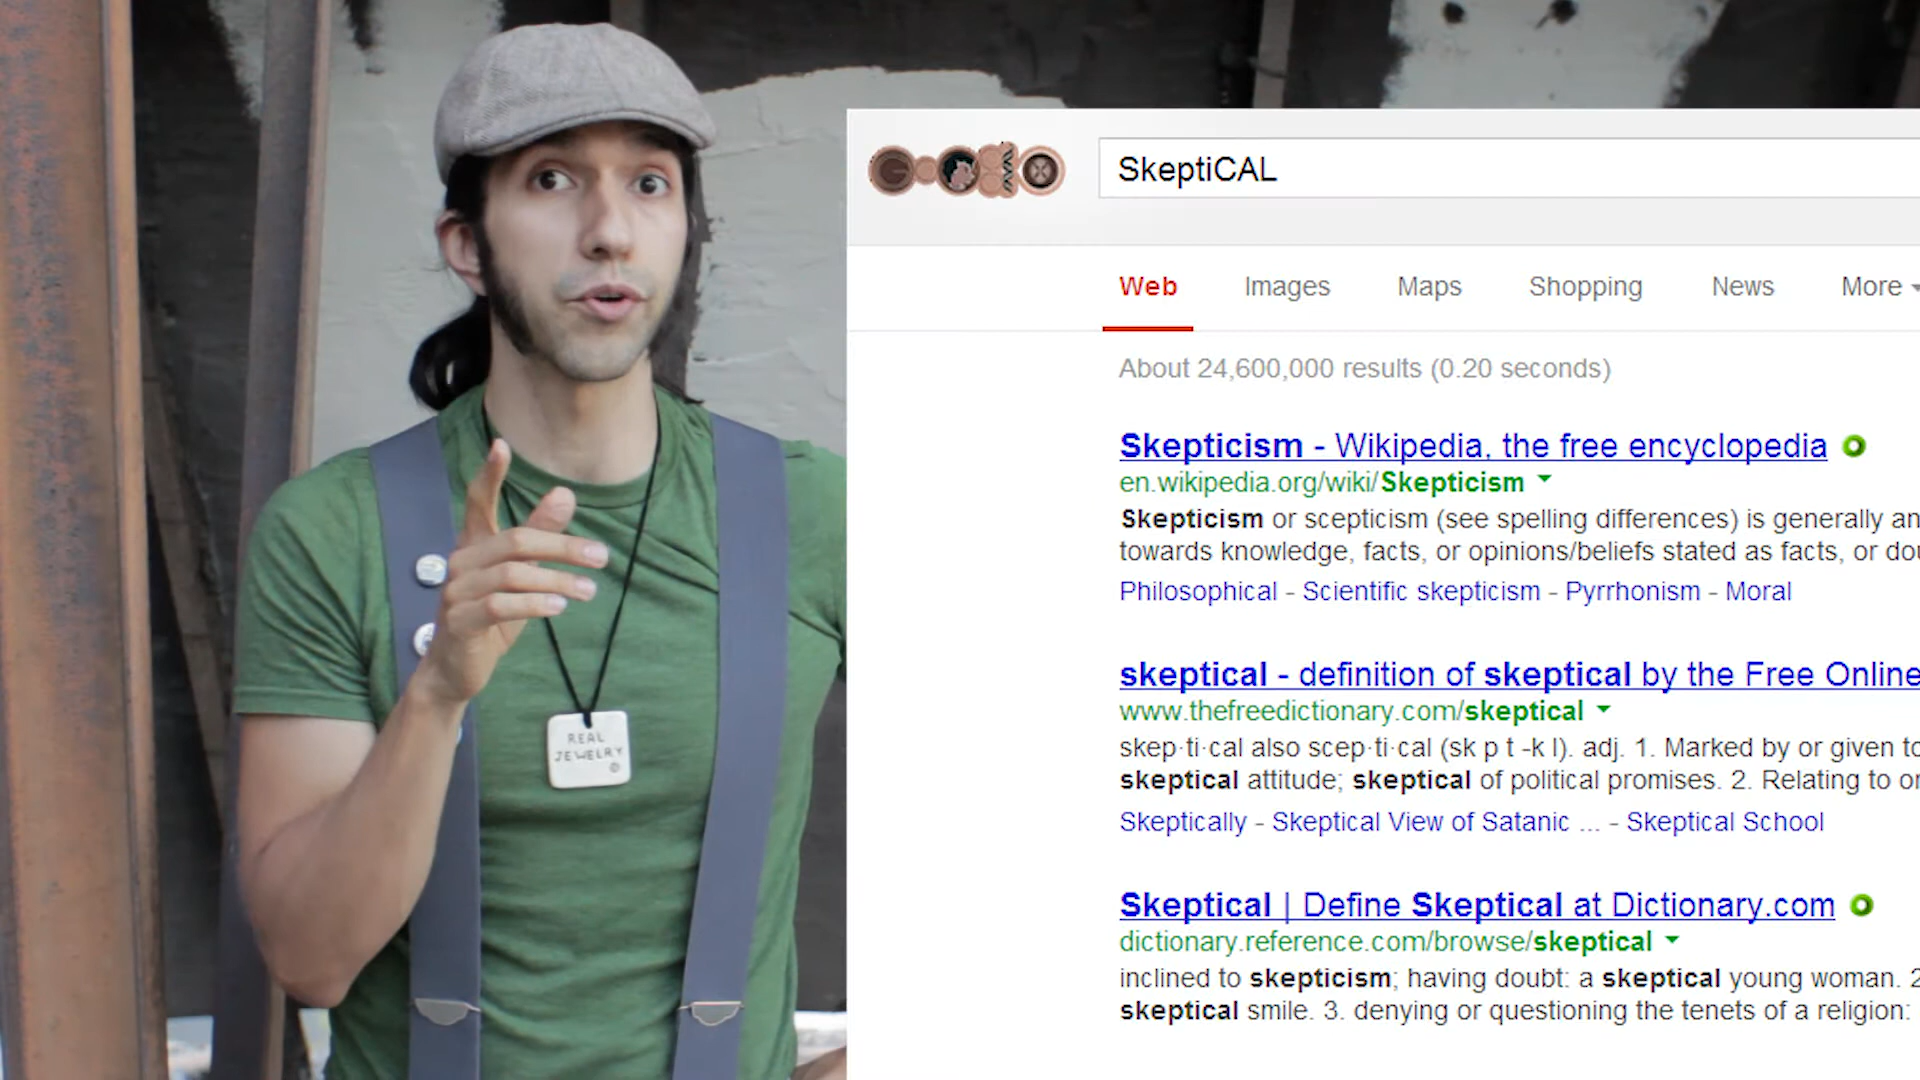 SkeptiCAL
Web Images Maps Shopping News More
About 24,600,000 results (0.20 seconds)
Skepticism - Wikipedia, the free encyclopedia
en.wikipedia.org/wiki/Skepticism
Skepticism or scepticism (see spelling differences) is generally an
towards knowledge, facts, or opinions/beliefs stated as facts, or dou
Philosophical - Scientific skepticism - Pyrrhonism - Moral
skeptical - definition of skeptical by the Free Online
www.thefreedictionary.com/skeptical
skep·ti·cal also scep·ti·cal (sk p t -k l). adj. 1. Marked by or given to
skeptical attitude; skeptical of political promises. 2. Relating to or
Skeptically - Skeptical View of Satanic ... - Skeptical School
Skeptical | Define Skeptical at Dictionary.com
dictionary.reference.com/browse/skeptical
inclined to skepticism; having doubt: a skeptical young woman. 2
skeptical smile. 3. denying or questioning the tenets of a religion:
REAL
JEWELRY